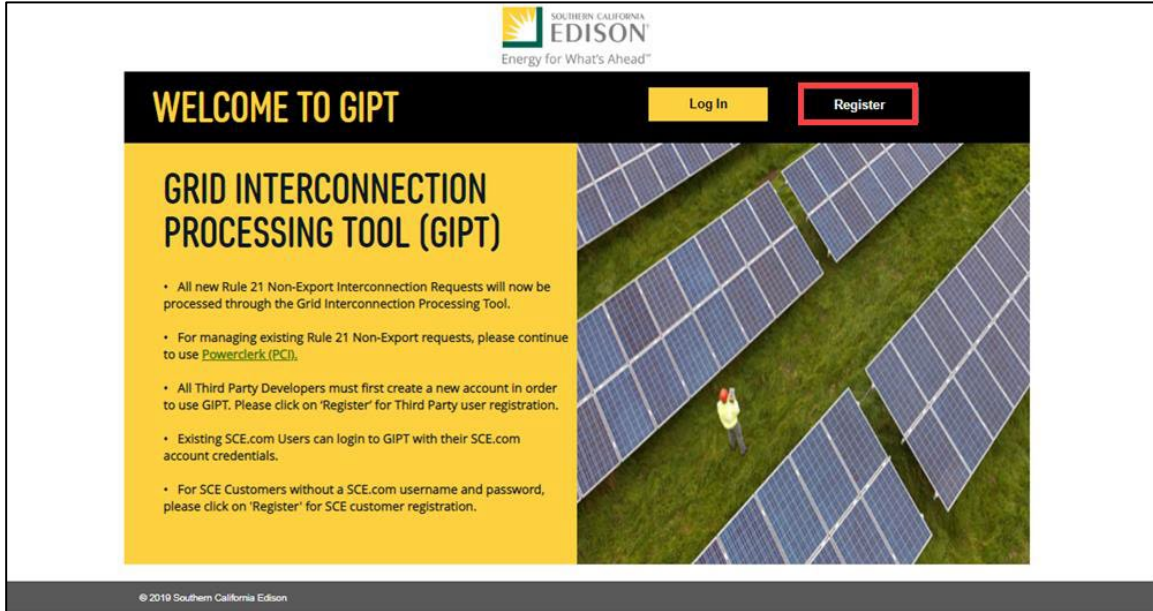 SOUTHERN CALIFORNIA
EDISON®
Energy for What's Ahead℠
WELCOME TO GIPT
Log In
Register
GRID INTERCONNECTION
PROCESSING TOOL (GIPT)
• All new Rule 21 Non-Export Interconnection Requests will now be
processed through the Grid Interconnection Processing Tool.
• For managing existing Rule 21 Non-Export requests, please continue
to use Powerclerk (PCI).
• All Third Party Developers must first create a new account in order
to use GIPT. Please click on 'Register' for Third Party user registration.
• Existing SCE.com Users can login to GIPT with their SCE.com
account credentials.
• For SCE Customers without a SCE.com username and password,
please click on 'Register' for SCE customer registration.
© 2019 Southern California Edison